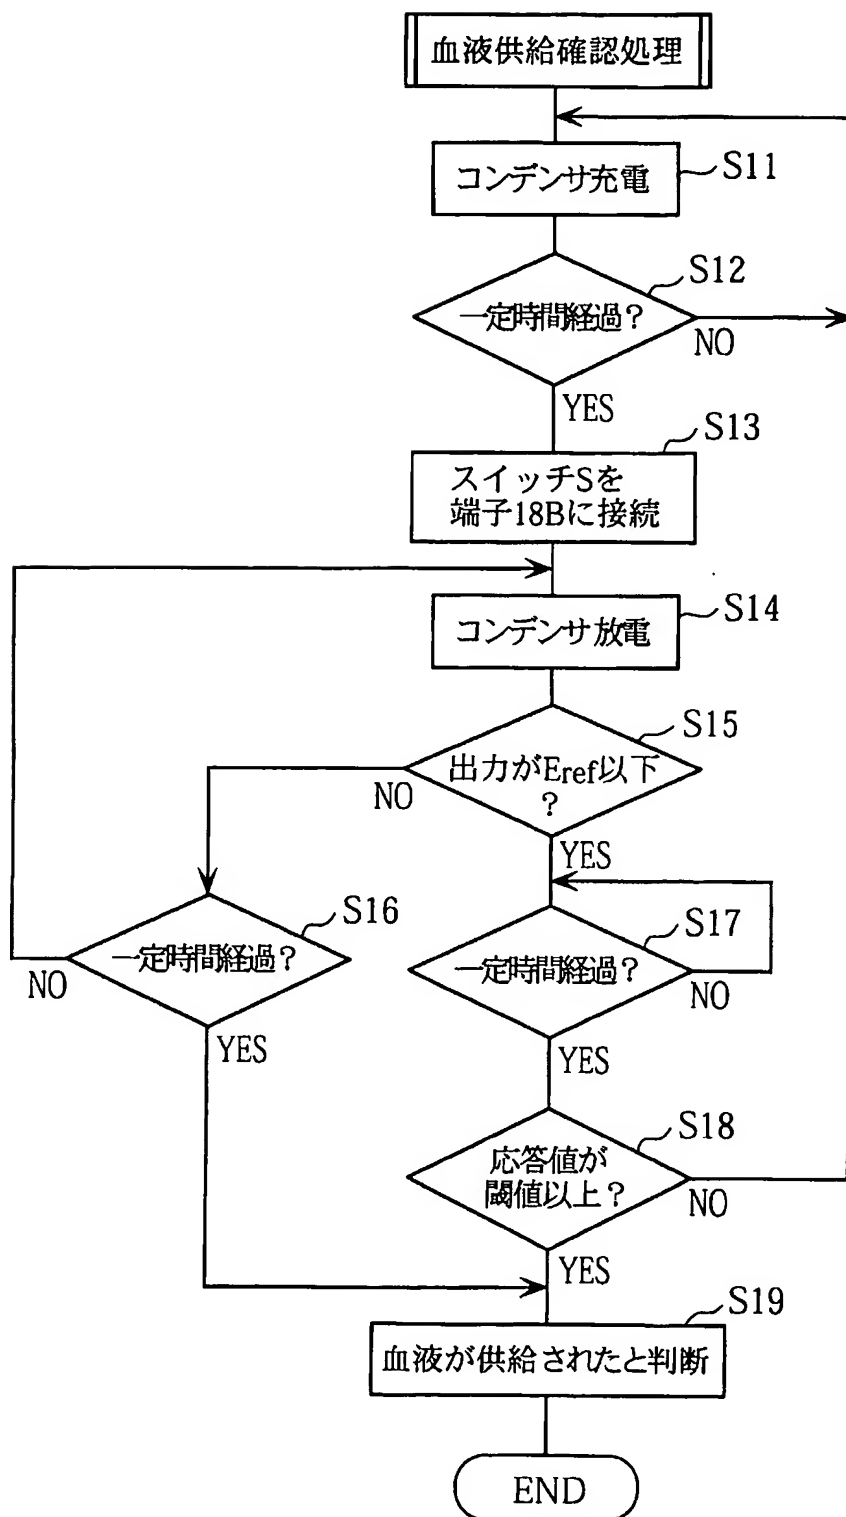 血液供給確認処理
コンデンサ充電
S11
一定時間経過?
S12
NO
YES
スイッチSを
端子18Bに接続
S13
コンデンサ放電
S14
出力がEref以下
?
S15
NO
YES
一定時間経過?
S16
NO
YES
一定時間経過?
S17
NO
YES
応答値が
閾値以上?
S18
NO
YES
血液が供給されたと判断
S19
END